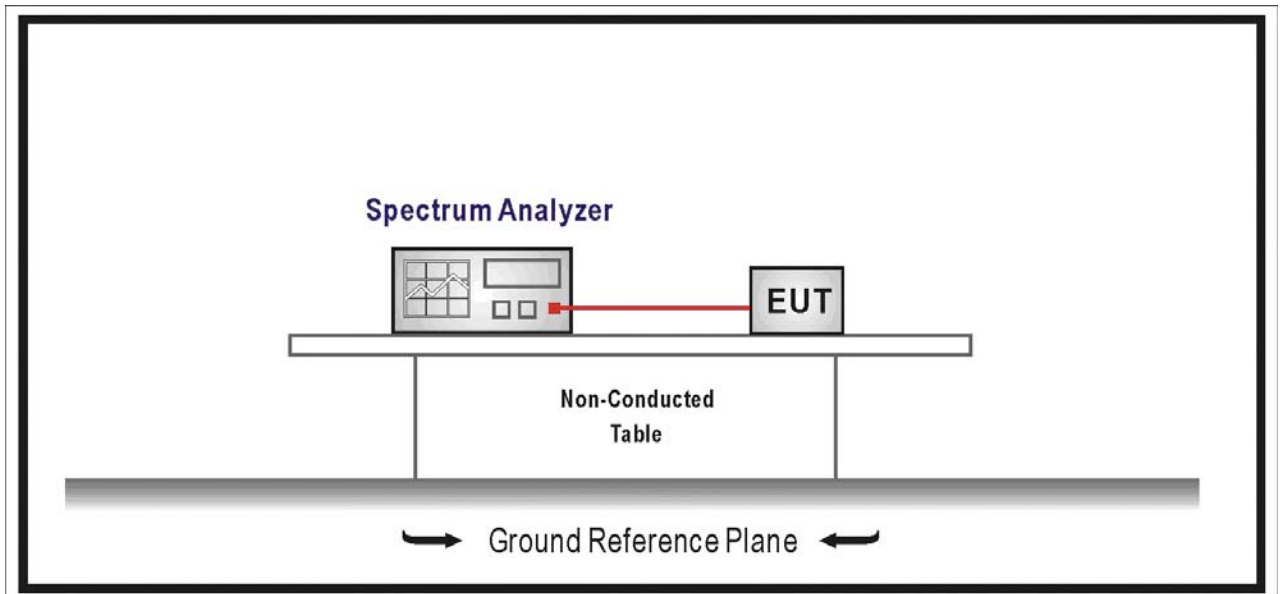 Spectrum Analyzer
EUT
Non-Conducted
Table
Ground Reference Plane